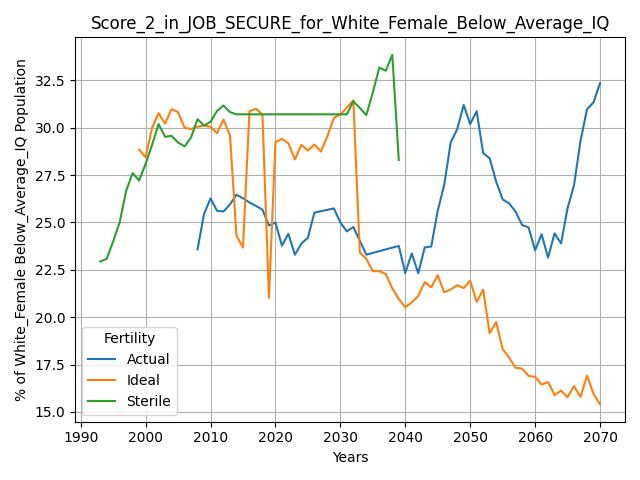 Score_2_in_JOB_SECURE_for_White_Female_Below_Average_IQ
% of White_Female Below_Average_IQ Population
32.5
30.0
27.5
25.0
22.5
20.0
17.5
15.0
Fertility
Actual
Ideal
Sterile
1990 2000 2010 2020 2030 2040 2050 2060 2070
Years